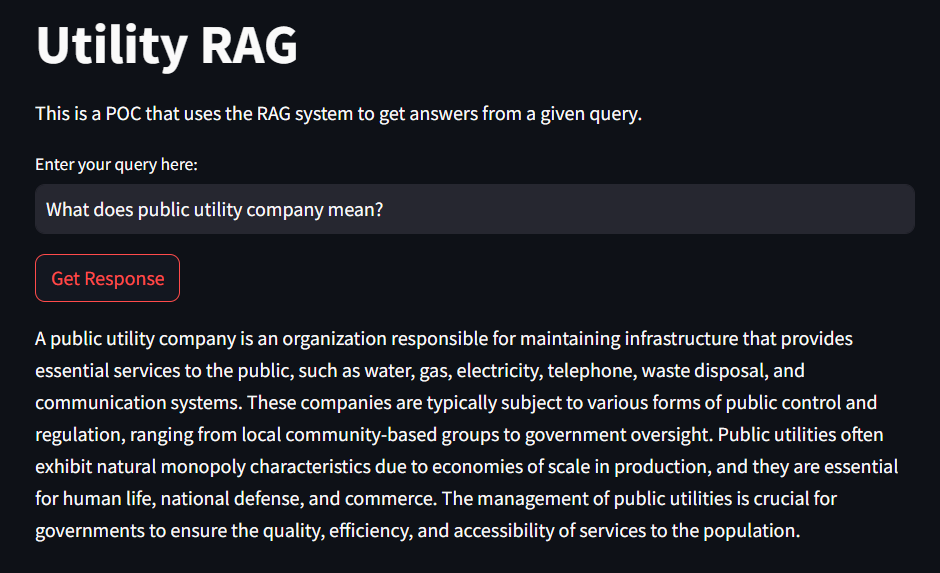 Utility RAG
This is a POC that uses the RAG system to get answers from a given query.
Enter your query here:
What does public utility company mean?
Get Response
A public utility company is an organization responsible for maintaining infrastructure that provides
essential services to the public, such as water, gas, electricity, telephone, waste disposal, and
communication systems. These companies are typically subject to various forms of public control and
regulation, ranging from local community-based groups to government oversight. Public utilities often
exhibit natural monopoly characteristics due to economies of scale in production, and they are essential
for human life, national defense, and commerce. The management of public utilities is crucial for
governments to ensure the quality, efficiency, and accessibility of services to the population.